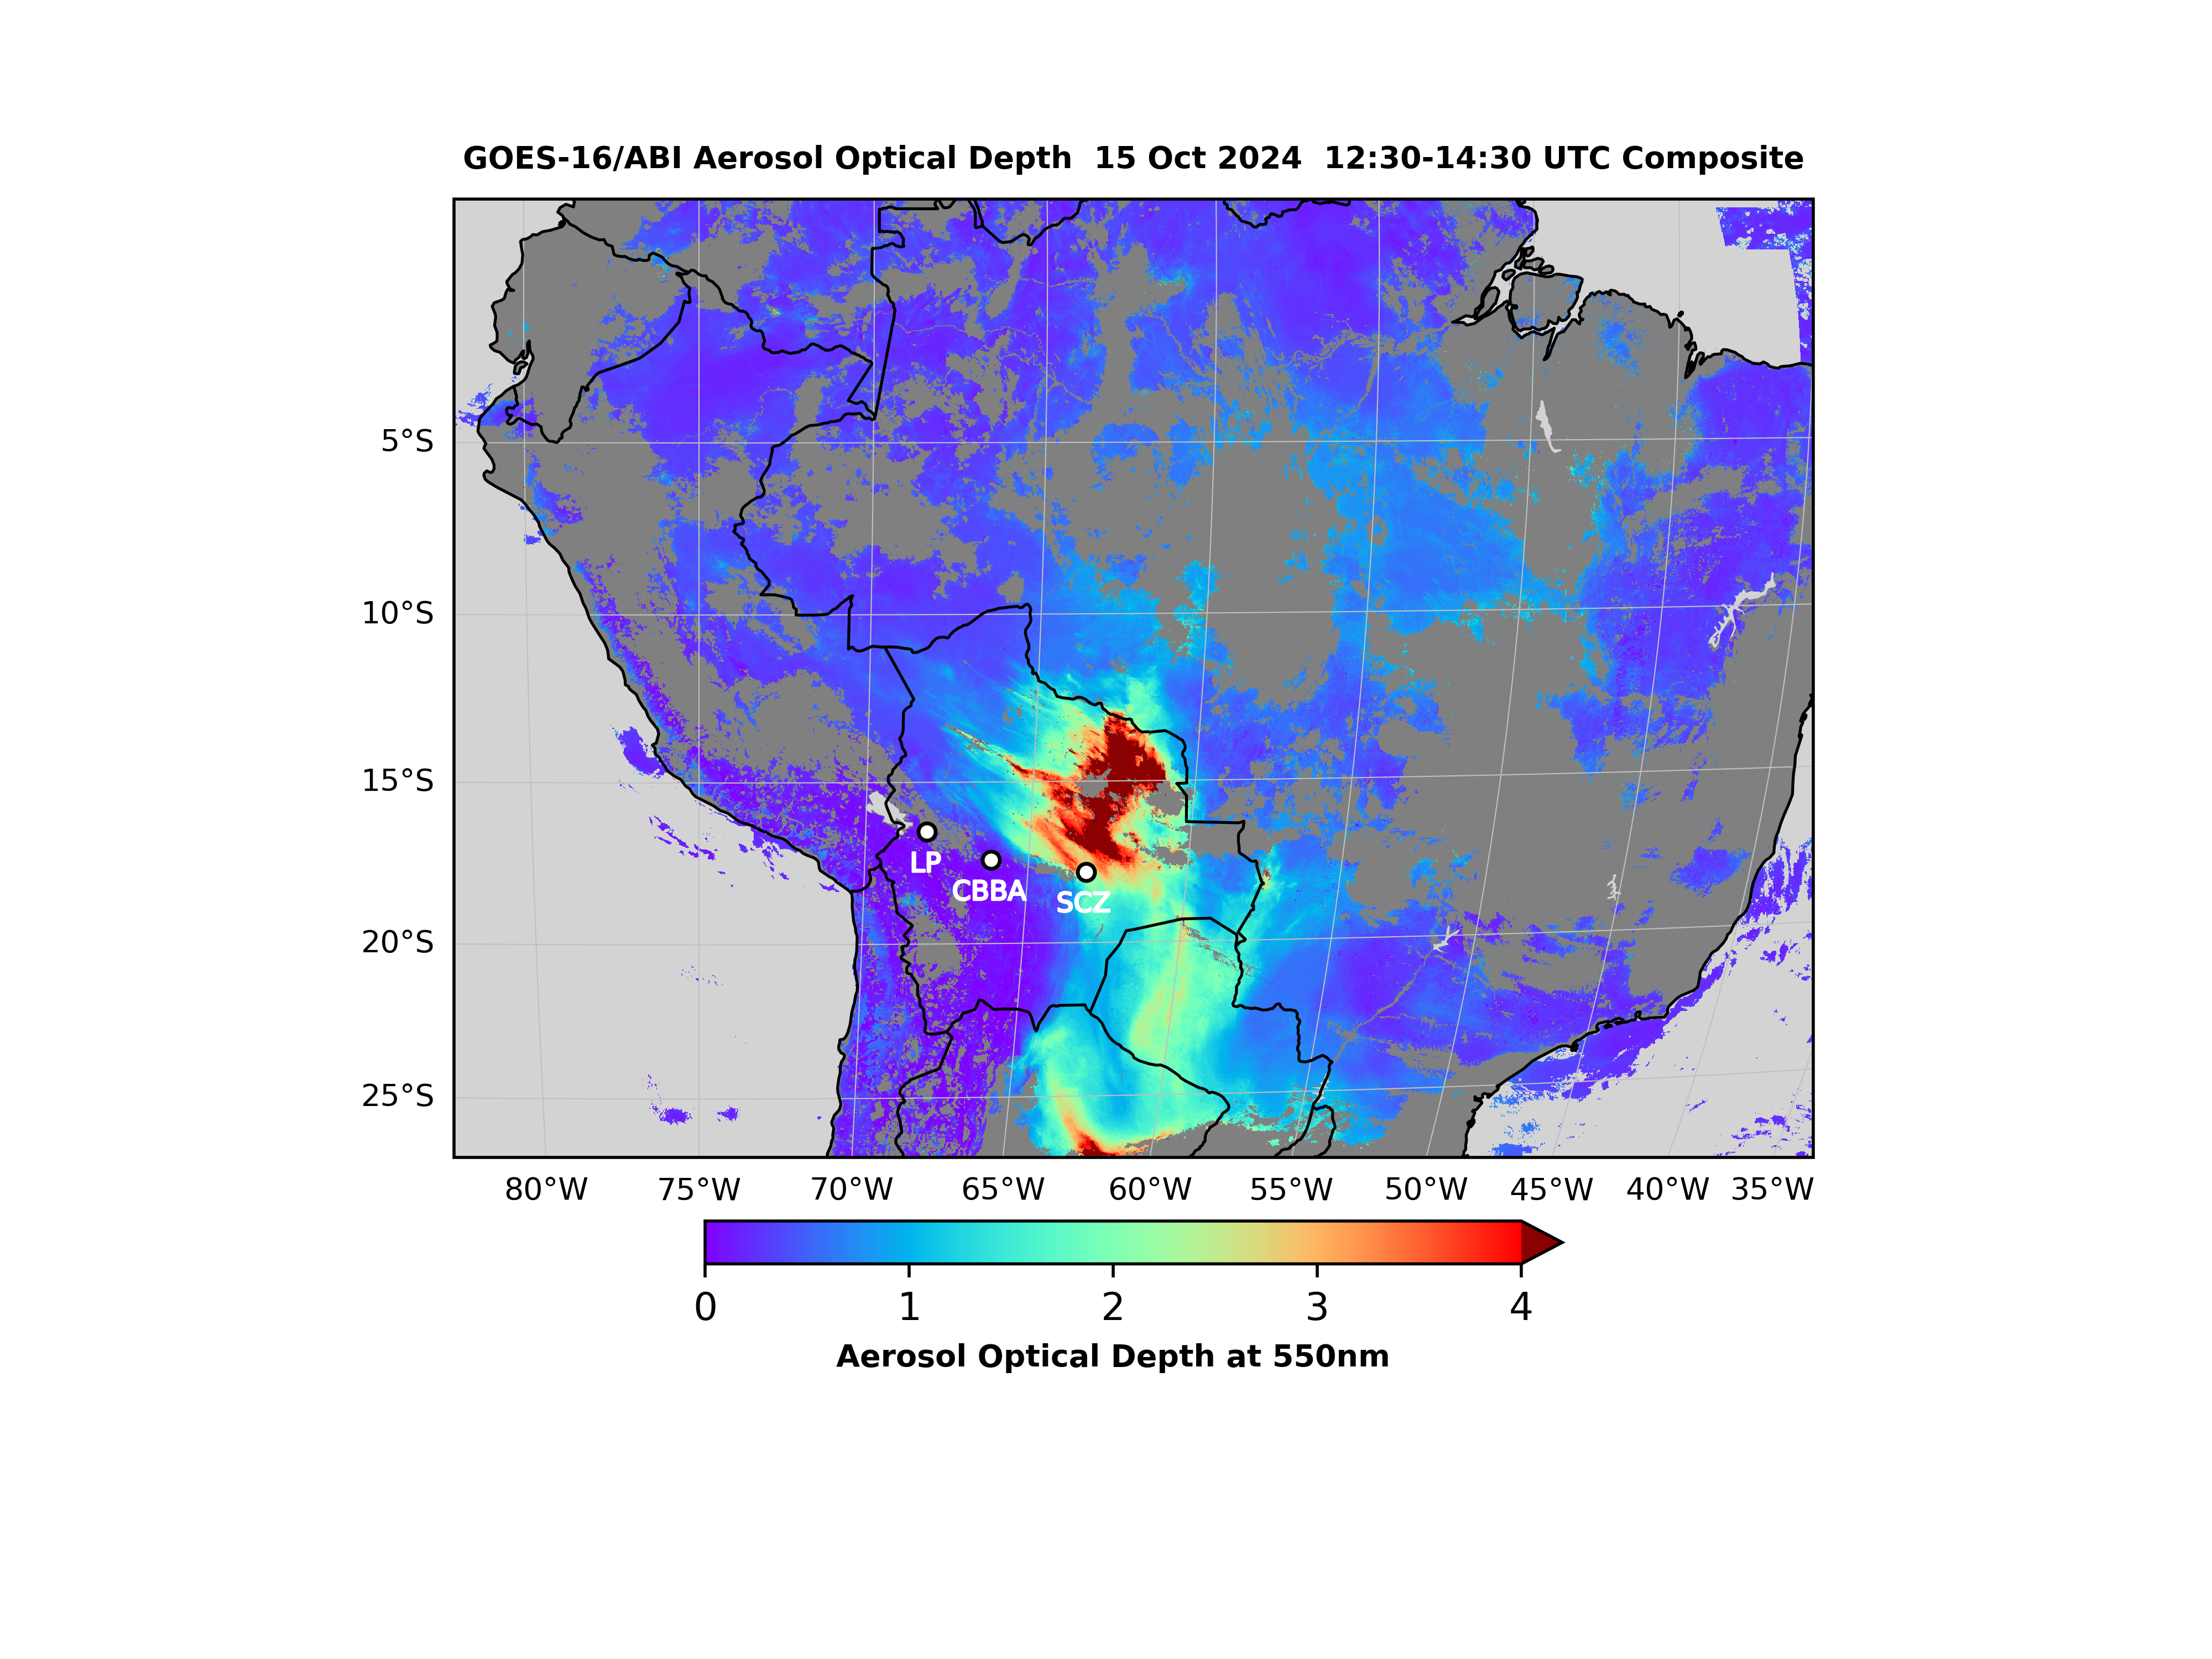 GOES-16/ABI Aerosol Optical Depth  15 Oct 2024  12:30-14:30 UTC Composite
5°S
10°S
15°S
LP
CBBA
SCZ
20°S
25°S
80°W 75°W 70°W 65°W 60°W 55°W 50°W 45°W 40°W 35°W
0 1 2 3 4
Aerosol Optical Depth at 550nm